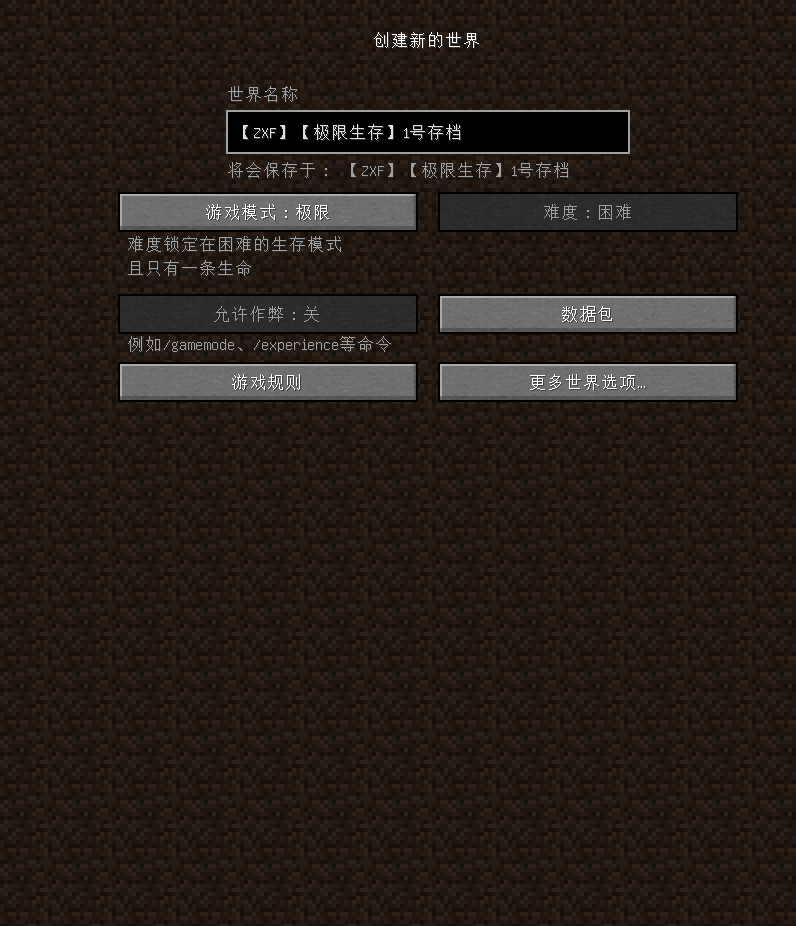 创建新的世界
世界名称
【ZXF】【极限生存】1号存档
将会保存于：【ZXF】【极限生存】1号存档
游戏模式：极限
难度：困难
难度锁定在困难的生存模式
且只有一条生命
允许作弊：关
数据包
例如/gamemode、/experience等命令
游戏规则
更多世界选项…